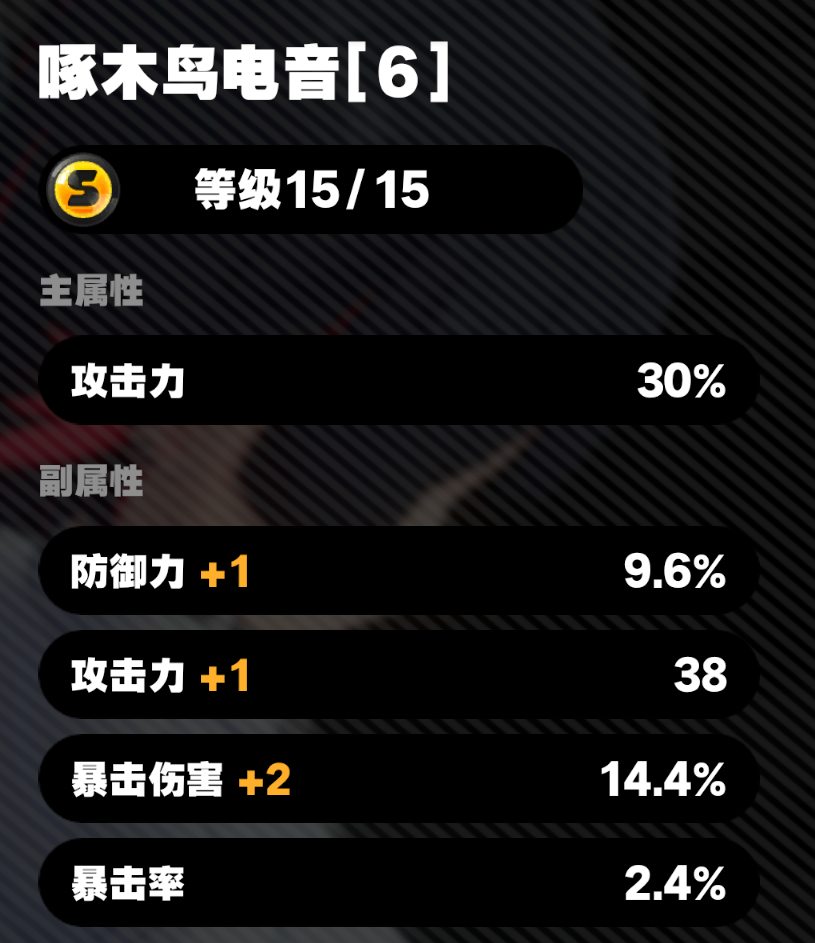 啄木鸟电音[6]
S 等级15/15
主属性
攻击力 30%
副属性
防御力 +1 9.6%
攻击力 +1 38
暴击伤害 +2 14.4%
暴击率 2.4%